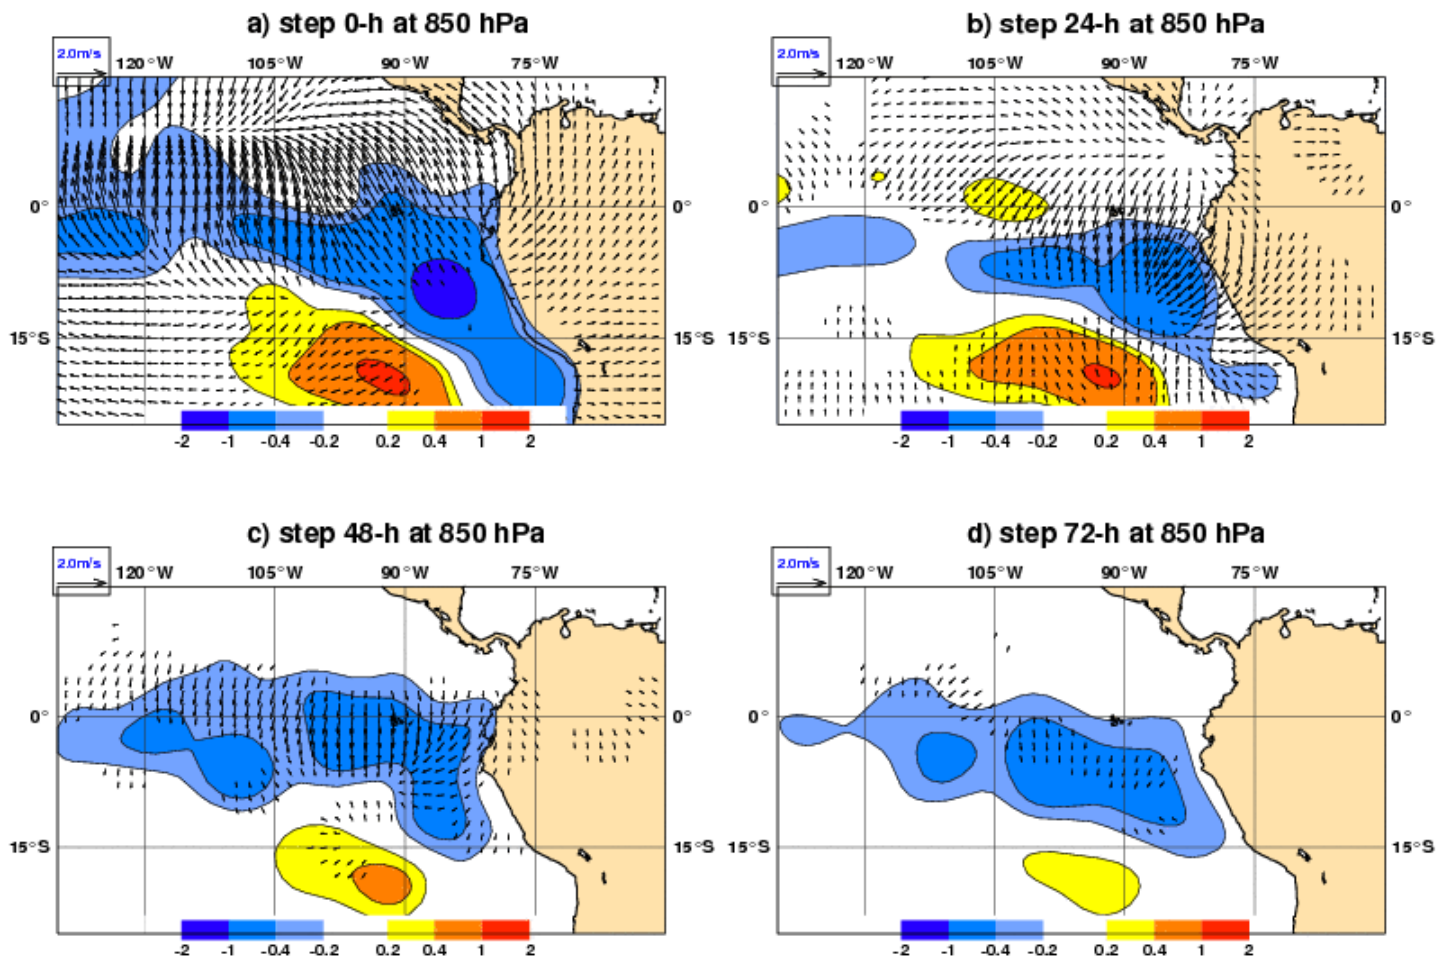 a) step 0-h at 850 hPa
b) step 24-h at 850 hPa
2.0m/s
120°W 105°W 90°W 75°W
2.0m/s
120°W 105°W 90°W 75°W
0° 0° 0°
15°S 15°S 15°S
-2 -1 -0.4 -0.2 0.2 0.4 1 2
-2 -1 -0.4 -0.2 0.2 0.4 1 2
c) step 48-h at 850 hPa
d) step 72-h at 850 hPa
2.0m/s
120°W 105°W 90°W 75°W
2.0m/s
120°W 105°W 90°W 75°W
0° 0° 0°
15°S 15°S 15°S
-2 -1 -0.4 -0.2 0.2 0.4 1 2
-2 -1 -0.4 -0.2 0.2 0.4 1 2